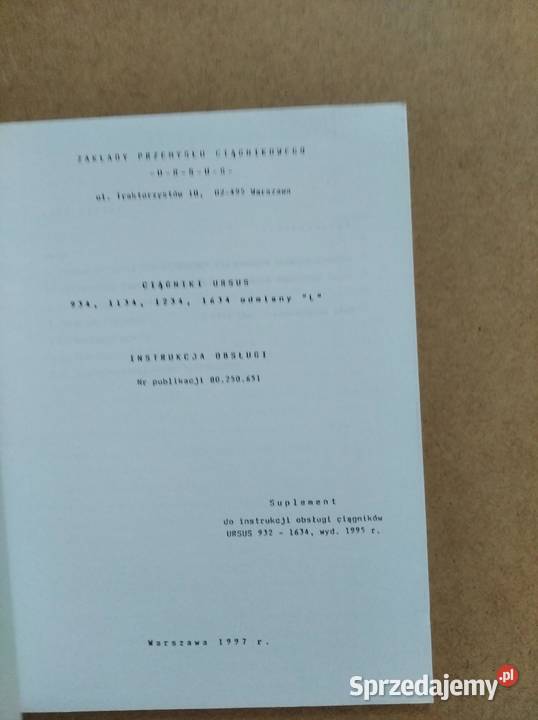 ZAKŁADY PRZEMYSŁU CIĄGNIKOWEGO
-U-R-S-U-S-
ul. Traktorzystów 10, 02-495 Warszawa
CIĄGNIKI URSUS
934, 1134, 1234, 1634 odmiany "L"
INSTRUKCJA OBSŁUGI
Nr publikacji 00.250.651
Suplement
do instrukcji obsługi ciągników
URSUS 932 - 1634, wyd. 1995 r.
Warszawa 1997 r.
Sprzedajemy.pl